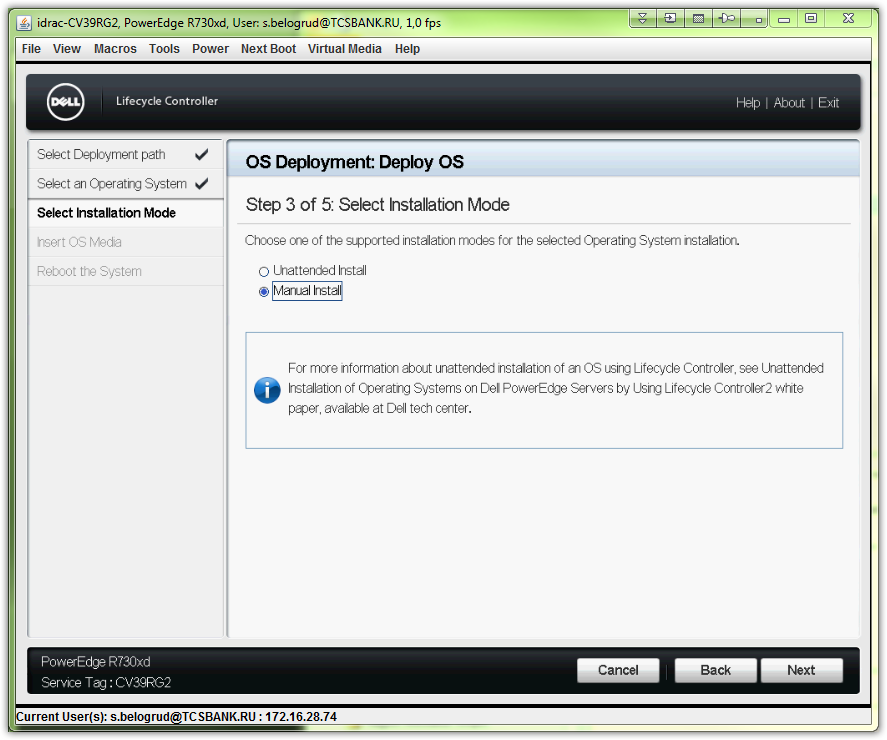 idrac-CV39RG2, PowerEdge R730xd, User: s.belogrud@TCSBANK.RU, 1,0 fps
File View Macros Tools Power Next Boot Virtual Media Help
DELL Lifecycle Controller
Help | About | Exit
Select Deployment path
Select an Operating System
Select Installation Mode
Insert OS Media
Reboot the System
OS Deployment: Deploy OS
Step 3 of 5: Select Installation Mode
Choose one of the supported installation modes for the selected Operating System installation.
Unattended Install
Manual Install
For more information about unattended installation of an OS using Lifecycle Controller, see Unattended
Installation of Operating Systems on Dell PowerEdge Servers by Using Lifecycle Controller2 white
paper, available at Dell tech center.
PowerEdge R730xd
Service Tag : CV39RG2
Cancel Back Next
Current User(s): s.belogrud@TCSBANK.RU : 172.16.28.74